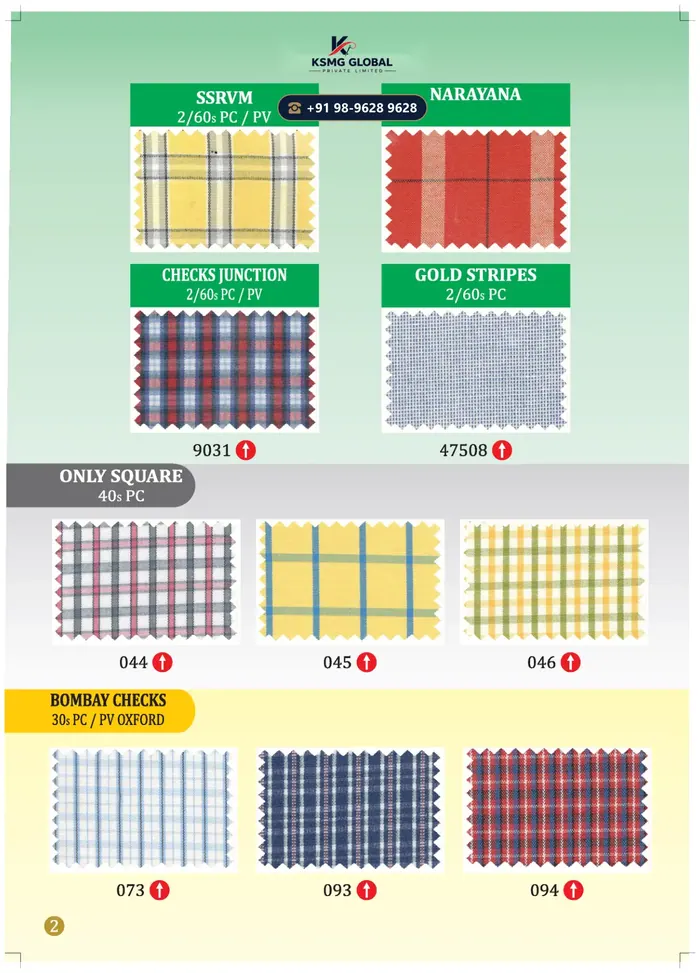 KSMG GLOBAL
PRIVATE LIMITED
+91 98-9628 9628
SSRVM
2/60s PC / PV
NARAYANA
CHECKS JUNCTION
2/60s PC / PV
GOLD STRIPES
2/60s PC
9031
47508
ONLY SQUARE
40s PC
044
045
046
BOMBAY CHECKS
30s PC / PV OXFORD
073
093
094
2